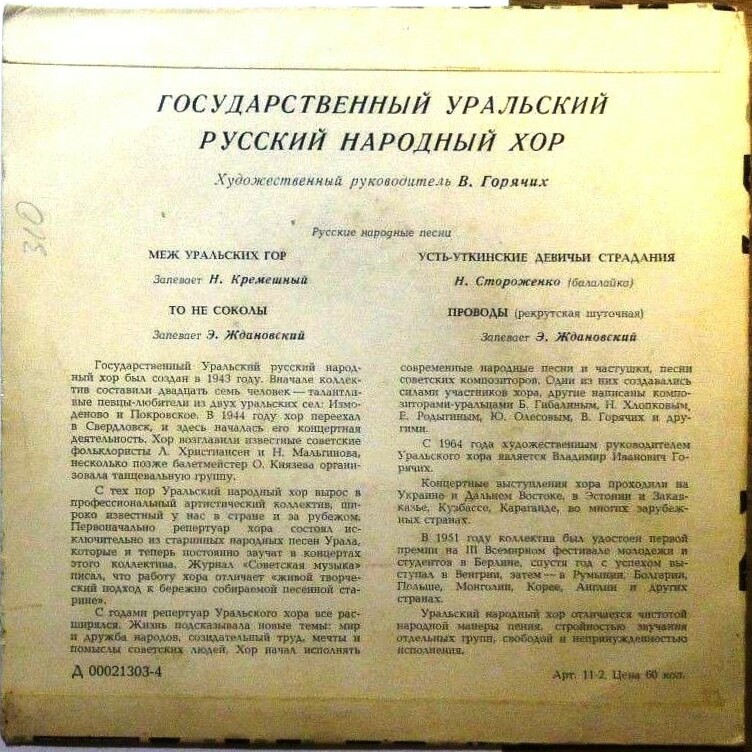 ГОСУДАРСТВЕННЫЙ УРАЛЬСКИЙ
РУССКИЙ НАРОДНЫЙ ХОР
Художественный руководитель В. Горячих
310
Русские народные песни
МЕЖ УРАЛЬСКИХ ГОР
Запевает Н. Кремешный
ТО НЕ СОКОЛЫ
Запевает Э. Ждановский
УСТЬ-УТКИНСКИЕ ДЕВИЧЬИ СТРАДАНИЯ
Н. Стороженко (балалайка)
ПРОВОДЫ (рекрутская шуточная)
Запевает Э. Ждановский
Государственный Уральский русский народ-
ный хор был создан в 1943 году. Вначале коллек-
тив составили двадцать семь человек — талантли-
вые певцы-любители из двух уральских сел: Измо-
деново и Покровское. В 1944 году хор переехал
в Свердловск, и здесь началась его концертная
деятельность. Хор возглавили известные советские
фольклористы Л. Христиансен и Н. Мальгинова,
несколько позже балетмейстер О. Князева органи-
зовала танцевальную группу.
С тех пор Уральский народный хор вырос в
профессиональный артистический коллектив, ши-
роко известный у нас в стране и за рубежом.
Первоначально репертуар хора состоял ис-
ключительно из старинных народных песен Урала,
которые и теперь постоянно звучат в концертах
этого коллектива. Журнал «Советская музыка»
писал, что работу хора отличает «живой творчес-
кий подход к бережно собираемой песенной ста-
рине».
С годами репертуар Уральского хора все рас-
ширялся. Жизнь подсказывала новые темы: мир
и дружба народов, созидательный труд, мечты и
помыслы советских людей. Хор начал исполнять
современные народные песни и частушки, песни
советских композиторов. Одни из них создавались
силами участников хора, другие написаны компо-
зиторами-уральцами Б. Гибалиным, Н. Хлопковым,
Е. Родыгиным, Ю. Олесовым, В. Горячих и дру-
гими.
С 1964 года художественным руководителем
Уральского хора является Владимир Иванович Го-
рячих.
Концертные выступления хора проходили на
Украине и Дальнем Востоке, в Эстонии и Закав-
казье, Кузбассе, Караганде, во многих зарубеж-
ных странах.
В 1951 году коллектив был удостоен первой
премии на III Всемирном фестивале молодежи и
студентов в Берлине, спустя год с успехом вы-
ступал в Венгрии, затем — в Румынии, Болгарии,
Польше, Монголии, Корее, Англии и других
странах.
Уральский народный хор отличается чистотой
народной манеры пения, стройностью звучания
отдельных групп, свободой и непринужденностью
исполнения.
Д 00021303-4
Арт. 11-2. Цена 60 коп.